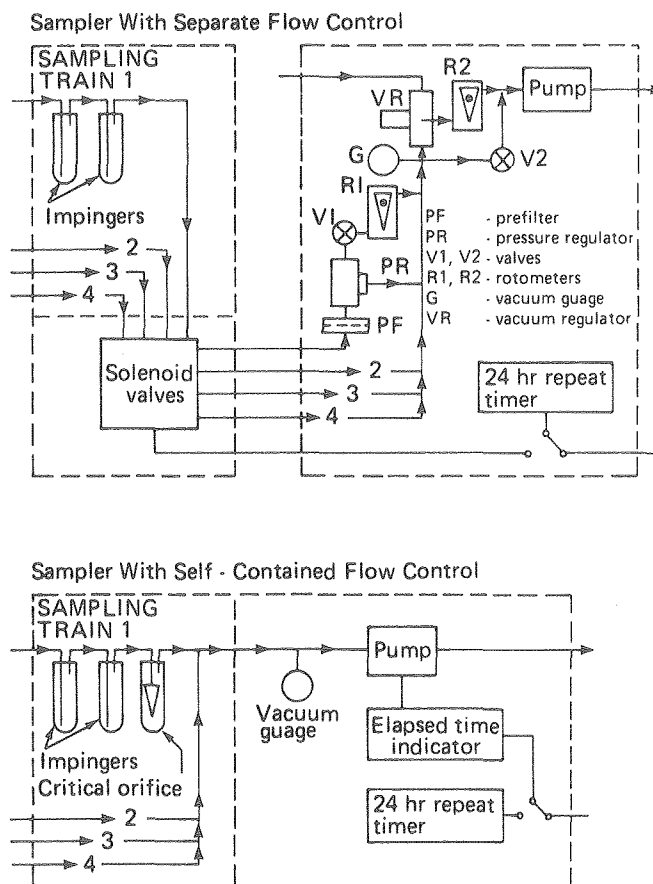 Sampler With Separate Flow Control
SAMPLING
TRAIN 1
Impingers
2
3
4
Solenoid
valves
VR
R2
Pump
G
V2
R1
V1
PR
PF
PF - prefilter
PR - pressure regulator
V1, V2 - valves
R1, R2 - rotometers
G - vacuum guage
VR - vacuum regulator
2
3
4
24 hr repeat
timer
Sampler With Self - Contained Flow Control
SAMPLING
TRAIN 1
Impingers
Critical orifice
2
3
4
Vacuum
guage
Pump
Elapsed time
indicator
24 hr repeat
timer